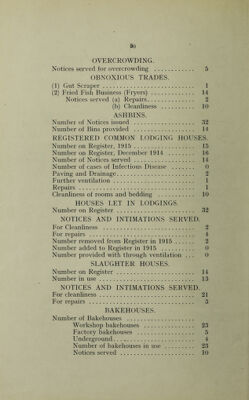 30
OVERCROWDING.
Notices served for overcrowding ............ 5
OBNOXIOUS TRADES.
(1) Gut Scraper ............ 1
(2) Fried Fish Business (Fryers) ............ 14
Notices served (a) Repairs ............ 2
(b) Cleanliness ............ 10
ASHBINS.
Number of Notices issued ............ 32
Number of Bins provided ............ 14
REGISTERED COMMON LODGING HOUSES.
Number on Register, 1915 ............ 15
Number on Register, December 1914 ............ 16
Number of Notices served ............ 14
Number of cases of Infectious Disease ............ 0
Paving and Drainage ............ 2
Further ventilation ............ 1
Repairs ............ 1
Cleanliness of rooms and bedding ............ 10
HOUSES LET IN LODGINGS.
Number on Register ............ 32
NOTICES AND INTIMATIONS SERVED.
For Cleanliness ............ 2
For repairs ............ 4
Number removed from Register in 1915 ............ 2
Number added to Register in 1915 ............ 0
Number provided with through ventilation ... 0
SLAUGHTER HOUSES.
Number on Register ............ 14
Number in use ............ 13
NOTICES AND INTIMATIONS SERVED.
For cleanliness ............ 21
For repairs ............ 3
BAKEHOUSES.
Number of Bakehouses ............
Workshop bakehouses ............ 23
Factory bakehouses ............ 5
Underground ............ 4
Number of bakehouses in use ............ 23
Notices served ............ 10